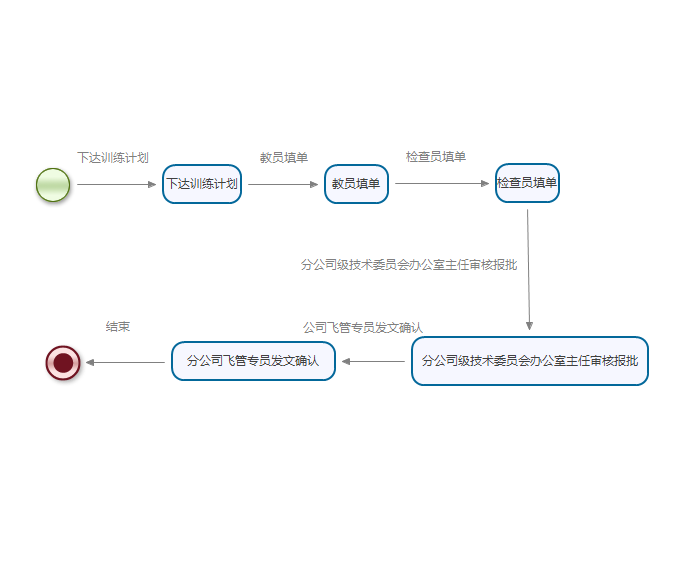 下达训练计划
教员填单
检查员填单
下达训练计划
教员填单
检查员填单
分公司级技术委员会办公室主任审核报批
结束
公司飞管专员发文确认
分公司飞管专员发文确认
分公司级技术委员会办公室主任审核报批